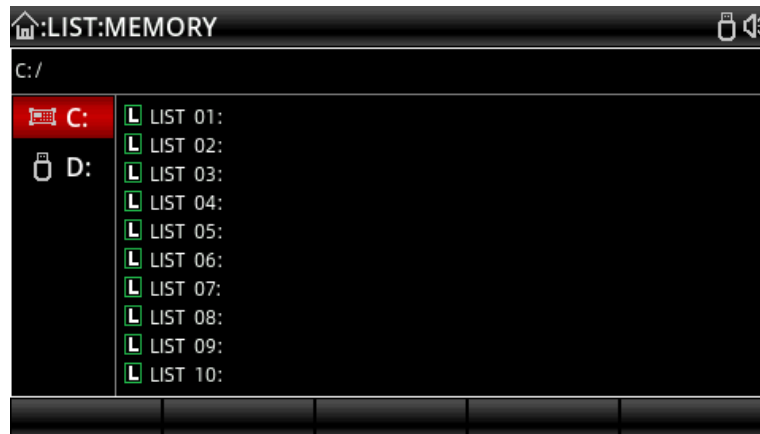 :LIST:MEMORY
C:/
C:
D:
L LIST 01:
L LIST 02:
L LIST 03:
L LIST 04:
L LIST 05:
L LIST 06:
L LIST 07:
L LIST 08:
L LIST 09:
L LIST 10: